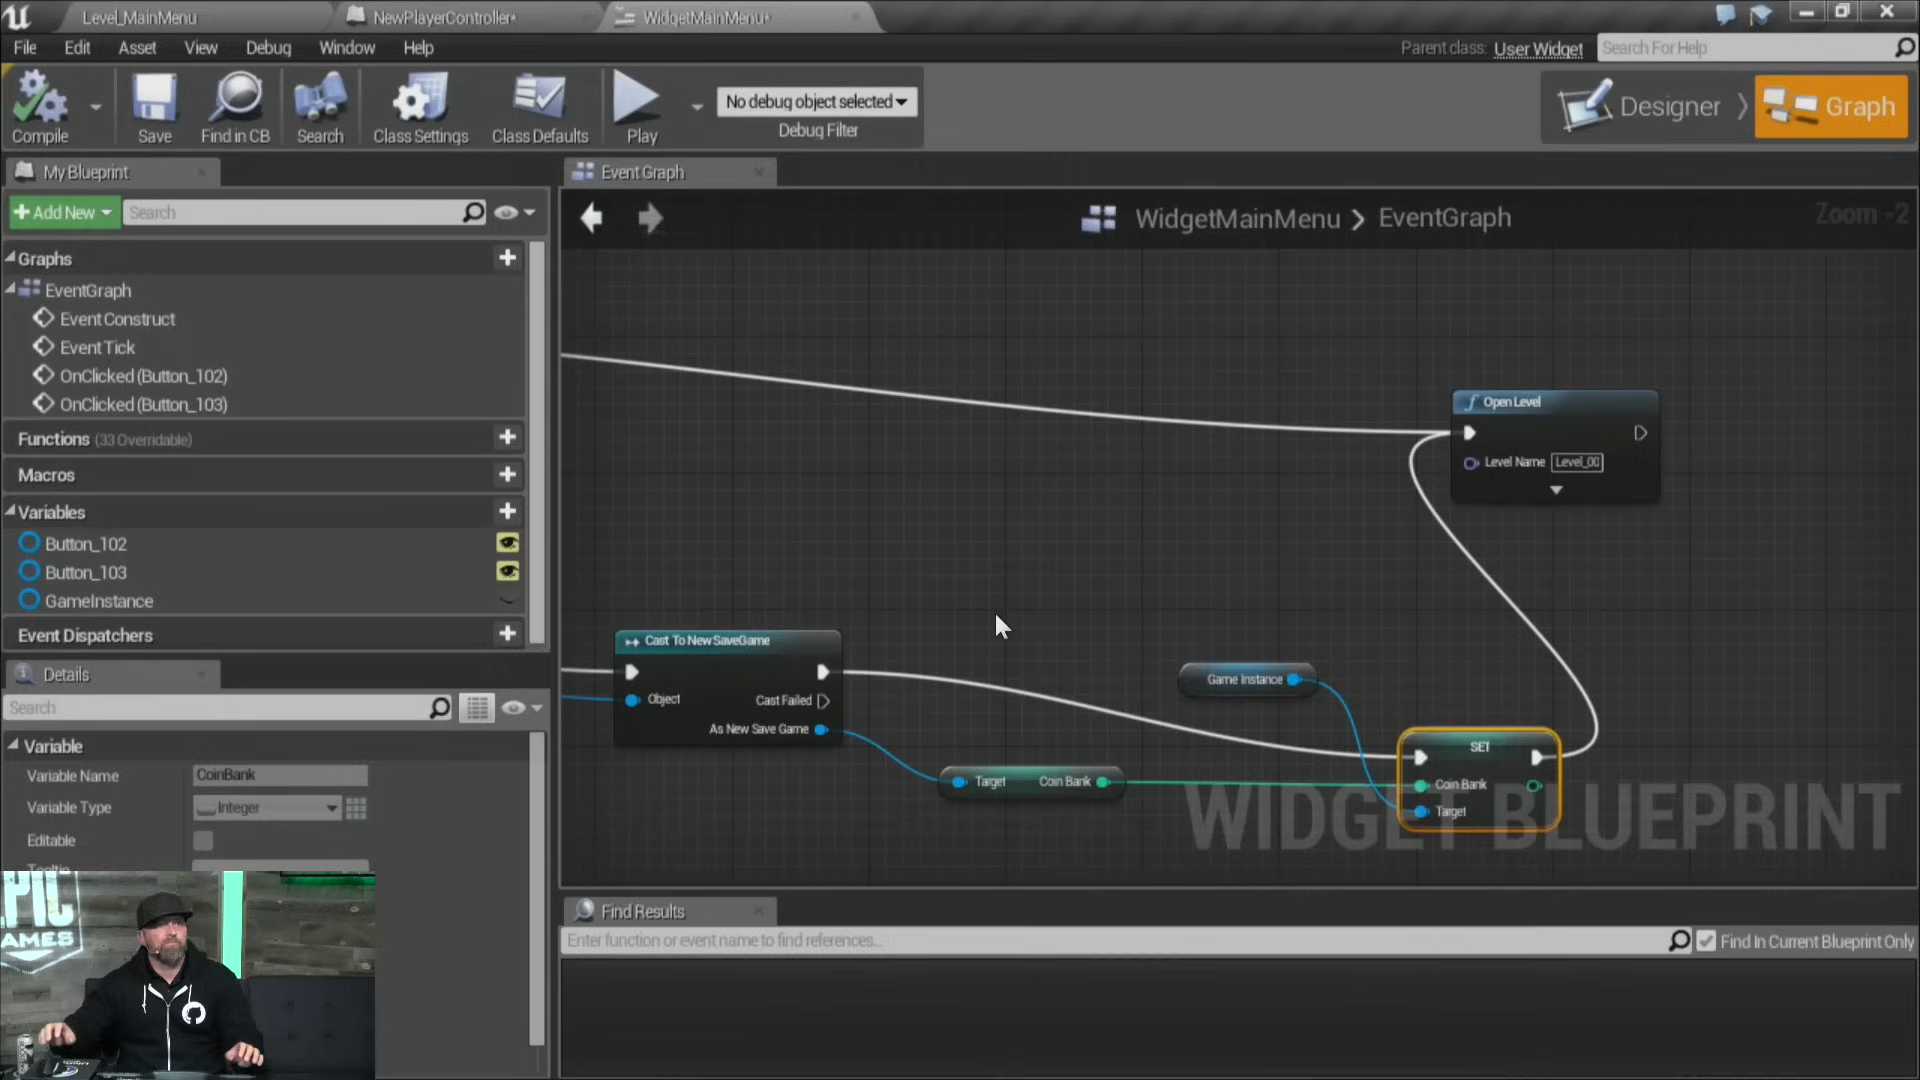 Level_MainMenu
NewPlayerController*
WidgetMainMenu*
File Edit Asset View Debug Window Help
Parent class: User Widget
Search For Help
Compile
Save
Find in CB
Search
Class Settings
Class Defaults
Play
No debug object selected
Debug Filter
Designer
Graph
My Blueprint
Add New
Search
Graphs
EventGraph
Event Construct
Event Tick
OnClicked (Button_102)
OnClicked (Button_103)
Functions (33 Overridable)
Macros
Variables
Button_102
Button_103
GameInstance
Event Dispatchers
Details
Search
Variable
Variable Name CoinBank
Variable Type Integer
Editable
Tooltip
Event Graph
WidgetMainMenu > EventGraph
Zoom -2
Open Level
Level Name Level_00
Cast To NewSaveGame
Object
Cast Failed
As New Save Game
Target Coin Bank
Game Instance
SET
Coin Bank
Target
WIDGET BLUEPRINT
Find Results
Enter function or event name to find references...
Find In Current Blueprint Only
EPIC
GAMES